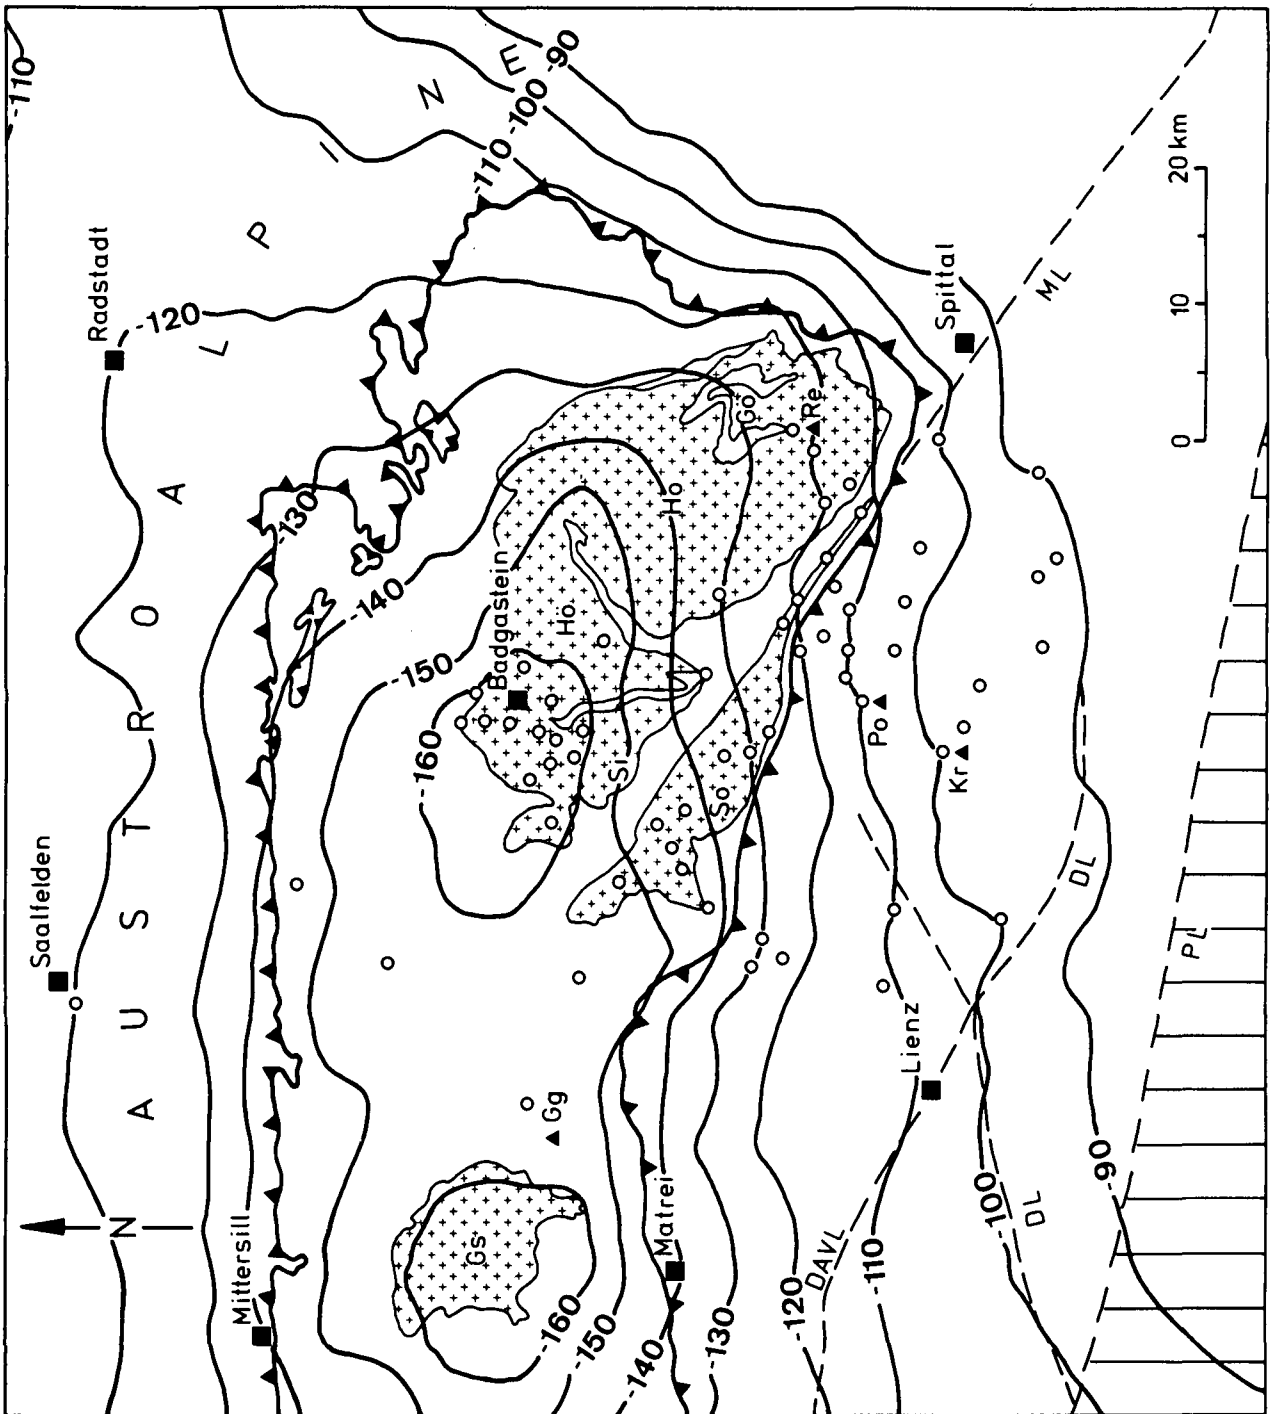 -110
-90
E
-100
N
-110
I
P
L
A
Radstadt
-120
20 km
10
0
ML
Spittal
-130
-140
-150
-160
Gö
Re
Ho
Hö
Badgastein
Si
So
Po
Kr
O
R
T
S
U
A
Saalfelden
DL
PL
Lienz
Gg
Gs
Matrei
N
Mittersill
-160
-150
-140
-130
-120
DAVL
-110
-100
DL
-90